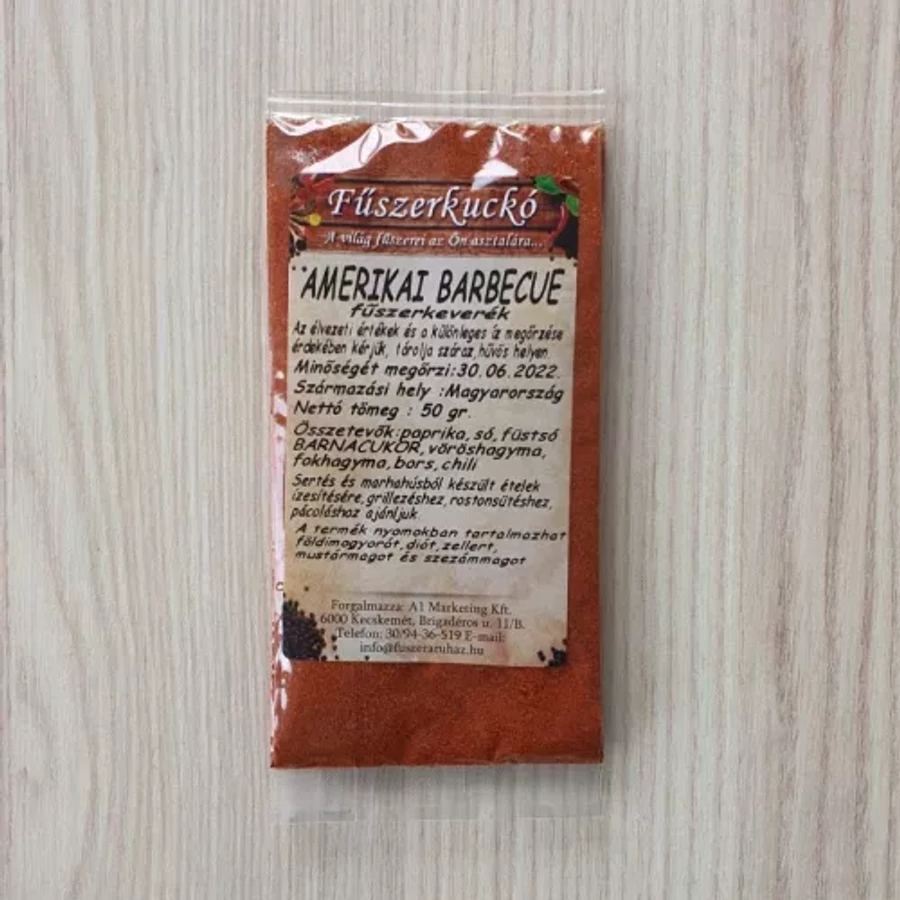 Fűszerkuckó
A világ fűszerei az Ön asztalára...
AMERIKAI BARBECUE
fűszerkeverék
Az élvezeti értékek és a különleges íz megőrzése
érdekében kérjük, tárolja száraz, hűvös helyen.
Minőségét megőrzi:30.06.2022.
Származási hely :Magyarország
Nettó tömeg : 50 gr.
Összetevők:paprika, só, füstsó
BARNACUKOR, vöröshagyma,
fokhagyma, bors, chili
Sertés és marhahúsból készült ételek
ízesítésére, grillezéshez, rostonsütéshez,
pácoláshoz ajánljuk.
A termék nyomokban tartalmazhat
földimogyorót, diót, zellert,
mustármagot és szezámmagot
Forgalmazza: A1 Marketing Kft.
6000 Kecskemét, Brigadéros u. 11/B.
Telefon: 30/94-36-519 E-mail:
info@fuszeraruhaz.hu